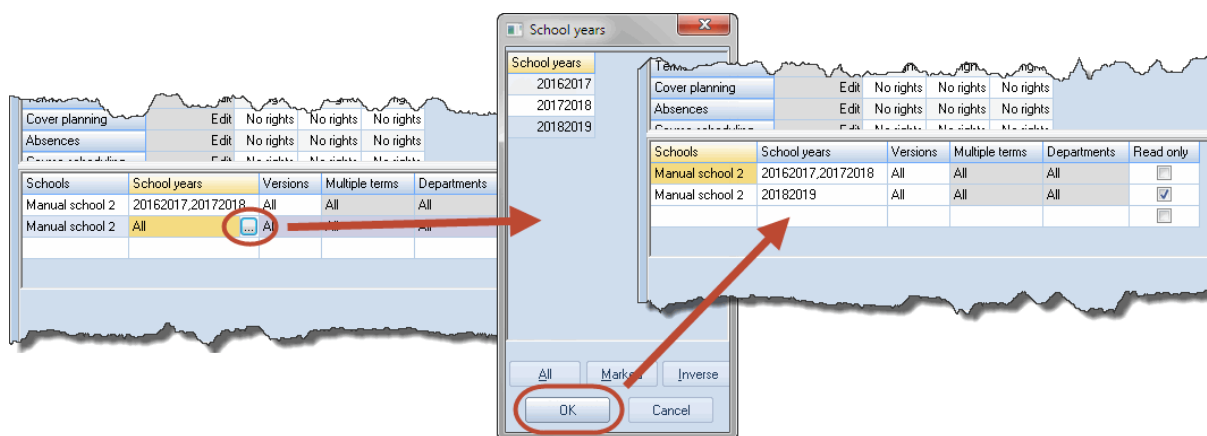 Cover planning Edit No rights No rights No rights
Absences Edit No rights No rights No rights
Schools School years Versions Multiple terms Departments
Manual school 2 20162017,20172018 All All All
Manual school 2 All ... All All All
School years
School years
20162017
20172018
20182019
All Marked Inverse
OK Cancel
Cover planning Edit No rights No rights No rights
Absences Edit No rights No rights No rights
Schools School years Versions Multiple terms Departments Read only
Manual school 2 20162017,20172018 All All All
Manual school 2 20182019 All All All